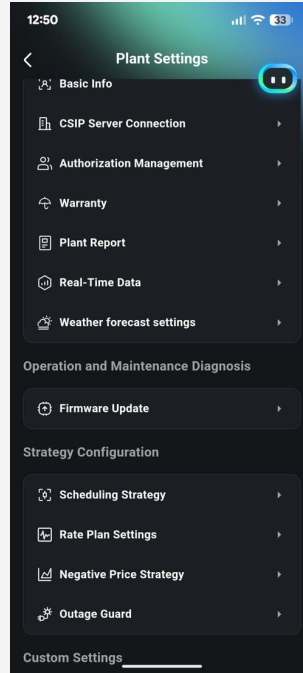 12:50
33
Plant Settings
Basic Info
CSIP Server Connection
Authorization Management
Warranty
Plant Report
Real-Time Data
Weather forecast settings
Operation and Maintenance Diagnosis
Firmware Update
Strategy Configuration
Scheduling Strategy
Rate Plan Settings
Negative Price Strategy
Outage Guard
Custom Settings